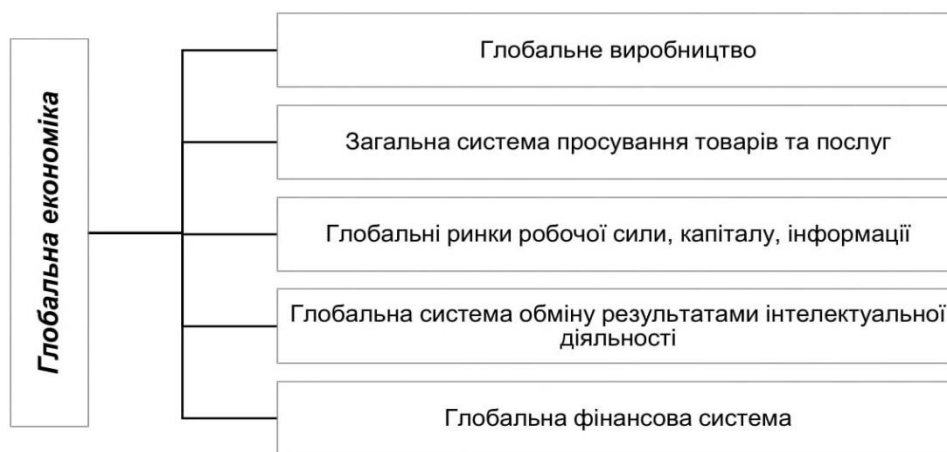 Глобальна економіка
Глобальне виробництво
Загальна система просування товарів та послуг
Глобальні ринки робочої сили, капіталу, інформації
Глобальна система обміну результатами інтелектуальної
діяльності
Глобальна фінансова система